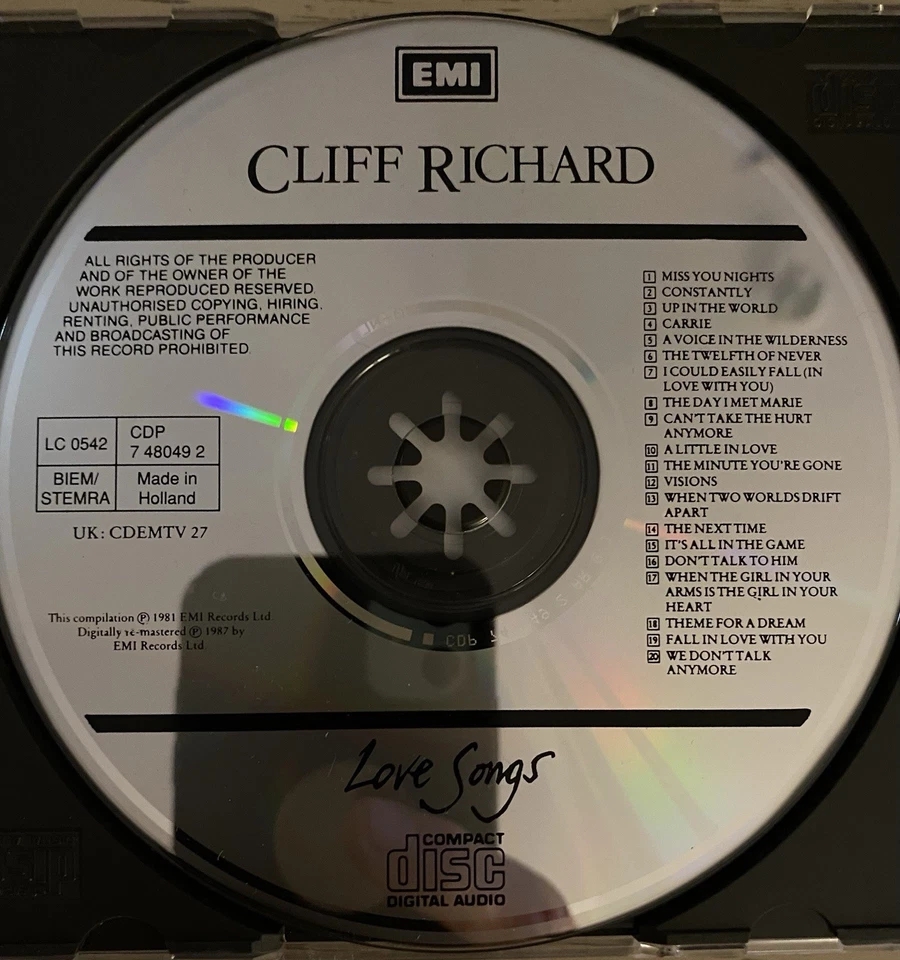 EMI
CLIFF RICHARD
ALL RIGHTS OF THE PRODUCER
AND OF THE OWNER OF THE
WORK REPRODUCED RESERVED.
UNAUTHORISED COPYING, HIRING.
RENTING, PUBLIC PERFORMANCE
AND BROADCASTING OF
THIS RECORD PROHIBITED
LC 0542
CDP
7 48049 2
BIEM/
STEMRA
Made in
Holland
UK: CDEMTV 27
This compilation ℗ 1981 EMI Records Ltd
Digitally re-mastered ℗ 1987 by
EMI Records Ltd
1 MISS YOU NIGHTS
2 CONSTANTLY
3 UP IN THE WORLD
4 CARRIE
5 A VOICE IN THE WILDERNESS
6 THE TWELFTH OF NEVER
7 I COULD EASILY FALL (IN
LOVE WITH YOU)
8 THE DAY I MET MARIE
9 CAN'T TAKE THE HURT
ANYMORE
10 A LITTLE IN LOVE
11 THE MINUTE YOU'RE GONE
12 VISIONS
13 WHEN TWO WORLDS DRIFT
APART
14 THE NEXT TIME
15 IT'S ALL IN THE GAME
16 DON'T TALK TO HIM
17 WHEN THE GIRL IN YOUR
ARMS IS THE GIRL IN YOUR
HEART
18 THEME FOR A DREAM
19 FALL IN LOVE WITH YOU
20 WE DON'T TALK
ANYMORE
Love Songs
COMPACT
disc
DIGITAL AUDIO